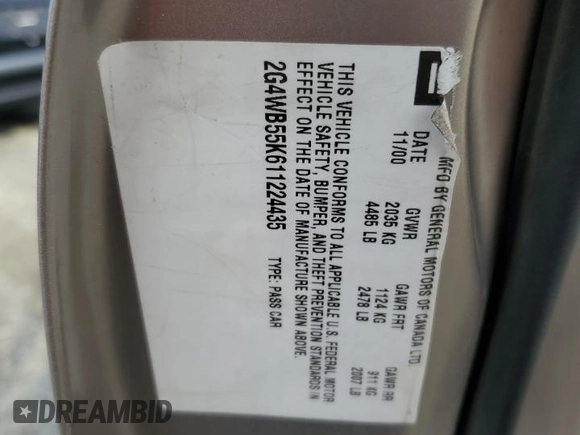 MFG BY GENERAL MOTORS OF CANADA LTD.
DATE GVWR GAWR FRT GAWR RR
11/00 2035 KG 1124 KG 911 KG
4485 LB 2478 LB 2007 LB
THIS VEHICLE CONFORMS TO ALL APPLICABLE U.S. FEDERAL MOTOR
VEHICLE SAFETY, BUMPER, AND THEFT PREVENTION STANDARDS IN
EFFECT ON THE DATE OF MANUFACTURE SHOWN ABOVE.
2G4WB55K611224435 TYPE: PASS CAR
DREAMBID